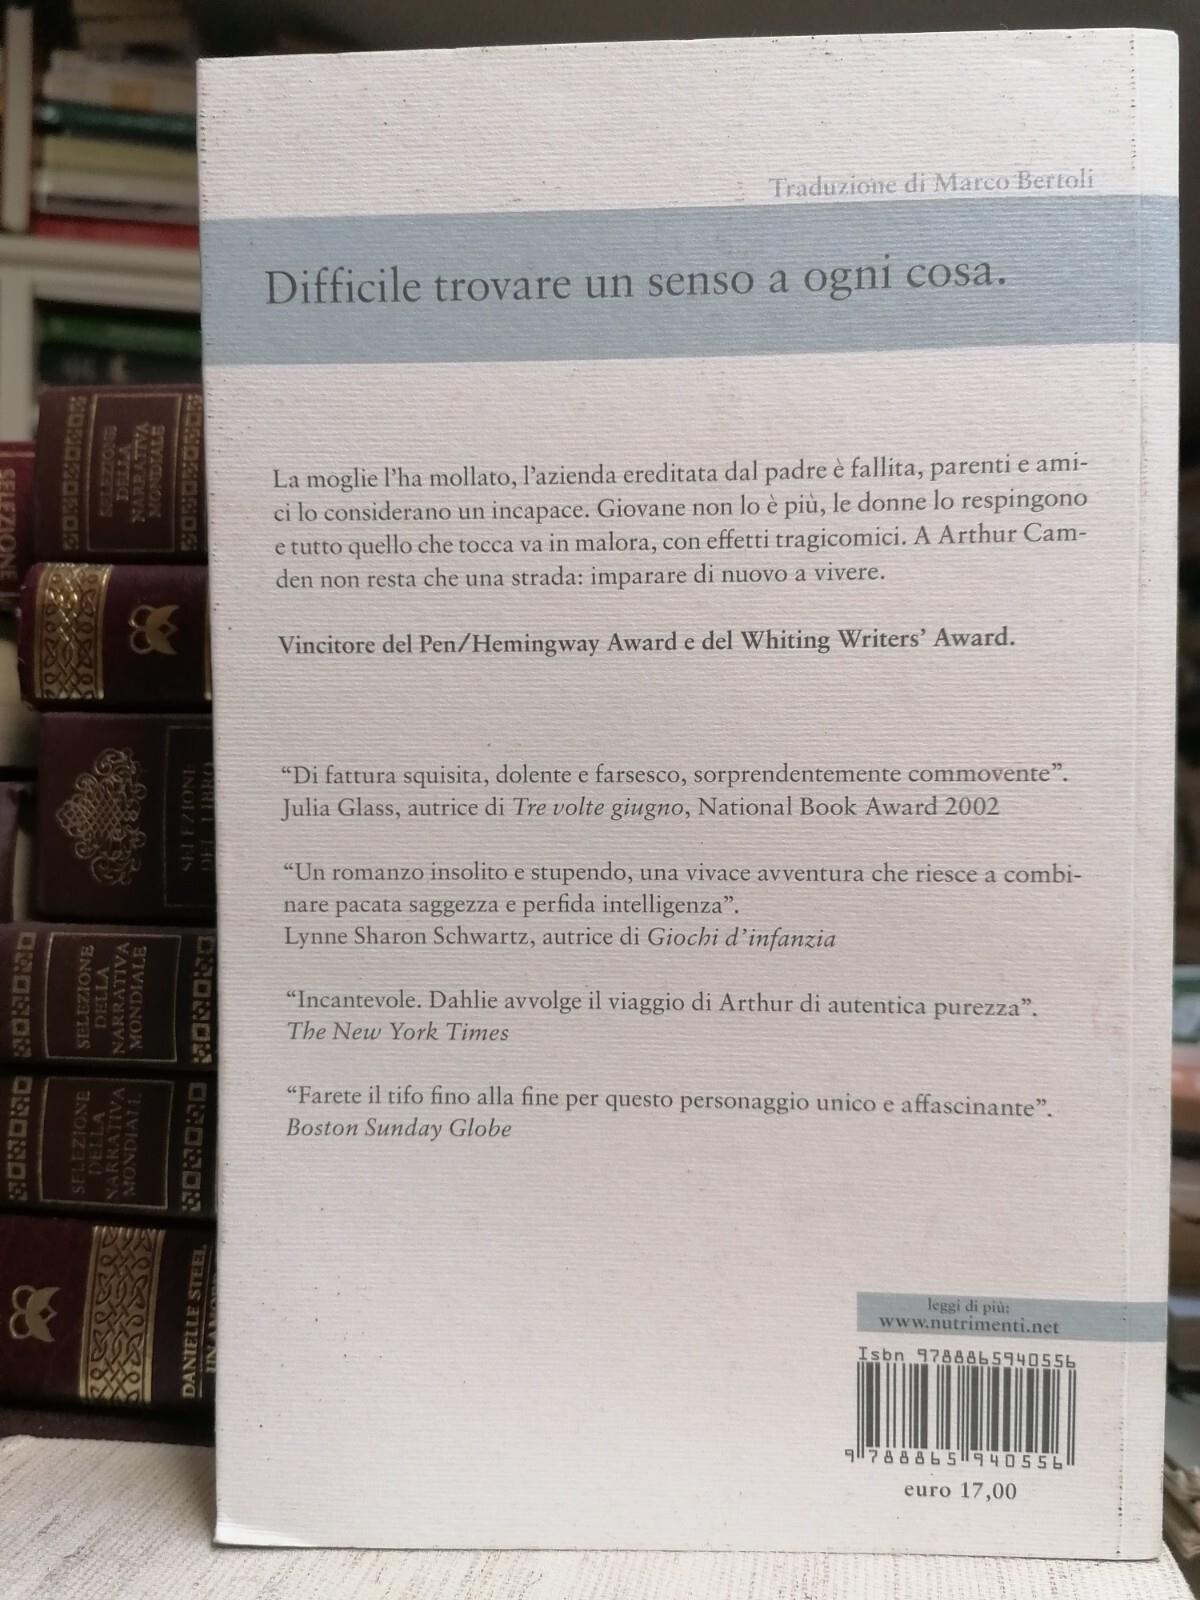 Traduzione di Marco Bertoli
Difficile trovare un senso a ogni cosa.
La moglie l'ha mollato, l'azienda ereditata dal padre è fallita, parenti e ami-
ci lo considerano un incapace. Giovane non lo è più, le donne lo respingono
e tutto quello che tocca va in malora, con effetti tragicomici. A Arthur Cam-
den non resta che una strada: imparare di nuovo a vivere.
Vincitore del Pen/Hemingway Award e del Whiting Writers' Award.
“Di fattura squisita, dolente e farsesco, sorprendentemente commovente”.
Julia Glass, autrice di Tre volte giugno, National Book Award 2002
“Un romanzo insolito e stupendo, una vivace avventura che riesce a combi-
nare pacata saggezza e perfida intelligenza”.
Lynne Sharon Schwartz, autrice di Giochi d'infanzia
“Incantevole. Dahlie avvolge il viaggio di Arthur di autentica purezza”.
The New York Times
“Farete il tifo fino alla fine per questo personaggio unico e affascinante”.
Boston Sunday Globe
leggi di più:
www.nutrimenti.net
Isbn 9788865940556
9 788865 940556
euro 17,00
SELEZIONE
SELEZIONE
DELLA
NARRATIVA
MONDIALE
SELEZIONE
DEL LIBRO
SELEZIONE
DELLA
NARRATIVA
MONDIALE
SELEZIONE
DELLA
NARRATIVA
MONDIALE
DANIELLE STEEL